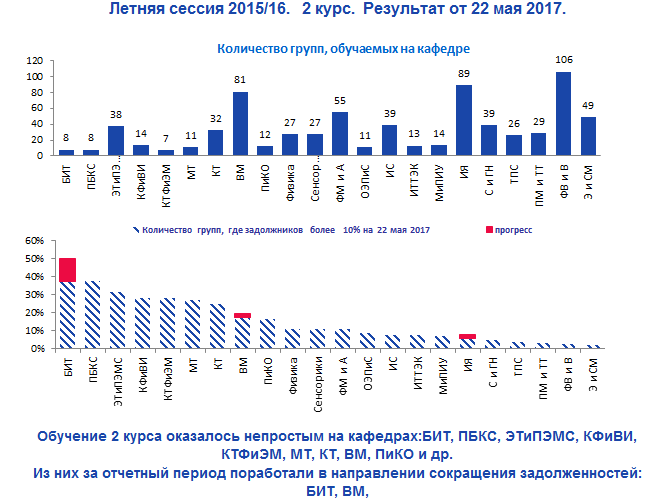 Летняя сессия 2015/16. 2 курс. Результат от 22 мая 2017.
Количество групп, обучаемых на кафедре
120
100
80
60
40
20
0
8 8 38 14 7 11 32 81 12 27 27 55 11 39 13 14 89 39 26 29 106 49
БИТ ПБКС ЭТиПЭ... КФиВИ КТФиЭМ МТ КТ ВМ ПиКО Физика Сенсор... ФМ и А ОЭПиС ИС ИТТЭК МиПИУ ИЯ С и ГН ТПС ПМ и ТТ ФВ и В Э и СМ
Количество групп, где задолжников более 10% на 22 мая 2017 прогресс
60%
50%
40%
30%
20%
10%
0%
БИТ ПБКС ЭТиПЭМС КФиВИ КТФиЭМ МТ КТ ВМ ПиКО Физика Сенсорики ФМ и А ОЭПиС ИС ИТТЭК МиПИУ ИЯ С и ГН ТПС ПМ и ТТ ФВ и В Э и СМ
Обучение 2 курса оказалось непростым на кафедрах:БИТ, ПБКС, ЭТиПЭМС, КФиВИ,
КТФиЭМ, МТ, КТ, ВМ, ПиКО и др.
Из них за отчетный период поработали в направлении сокращения задолженностей:
БИТ, ВМ,